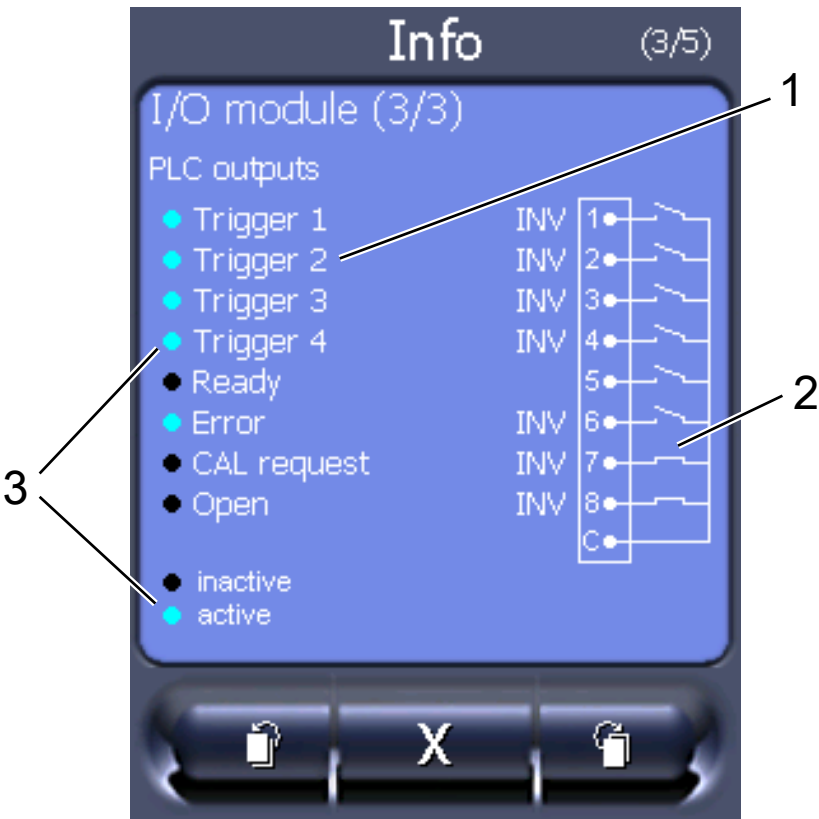 Info (3/5)
I/O module (3/3)
1
PLC outputs
Trigger 1 INV 1
Trigger 2 INV 2
Trigger 3 INV 3
Trigger 4 INV 4
Ready 5
Error INV 6
2
CAL request INV 7
3
Open INV 8
C
inactive
active
X